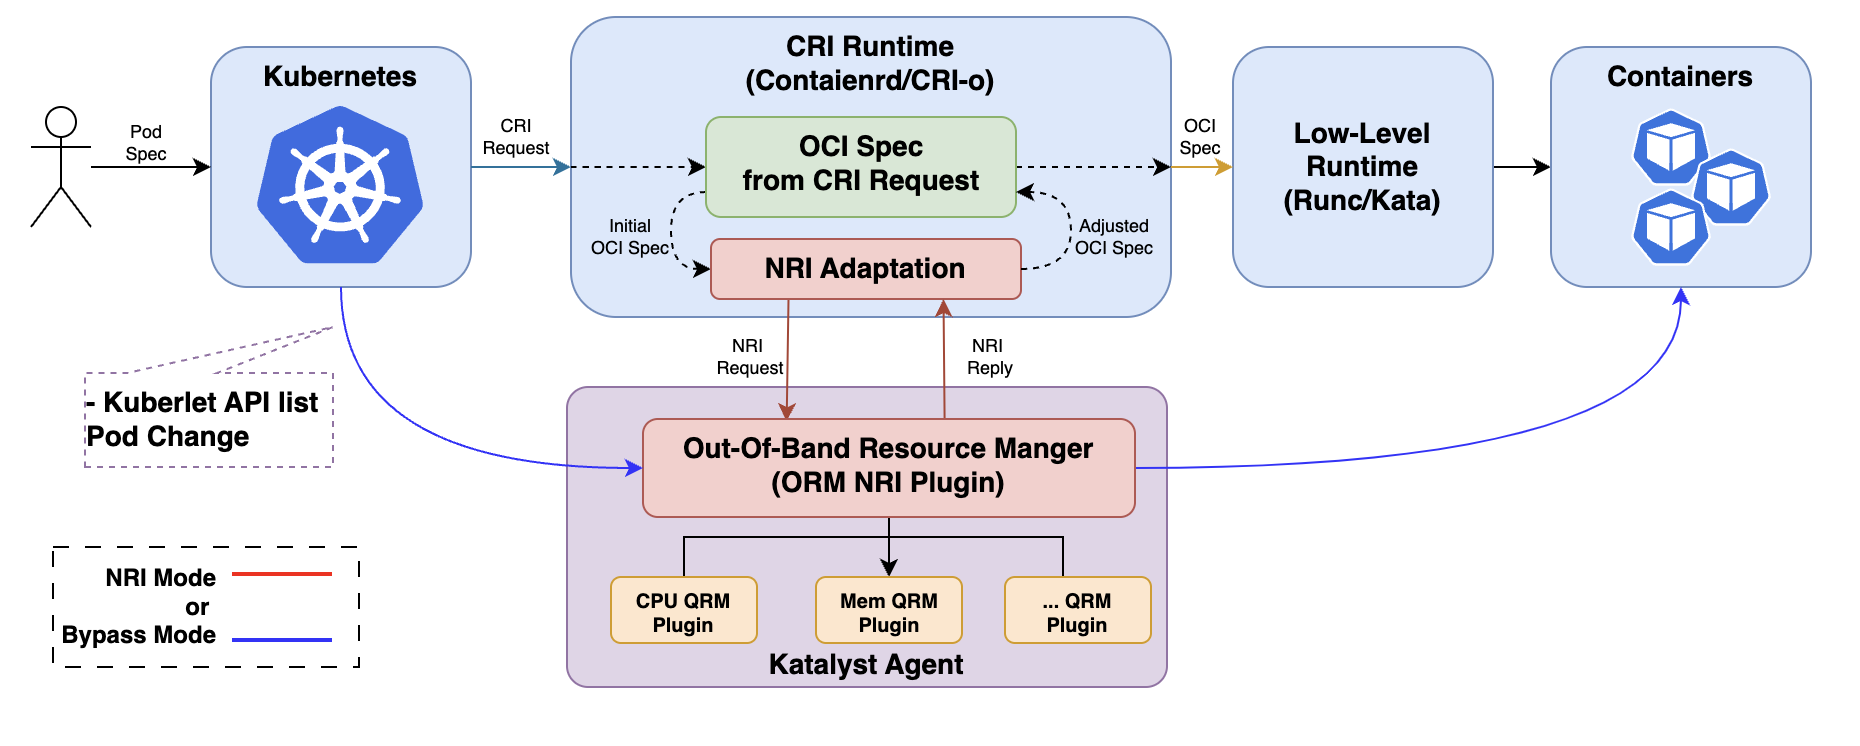 Pod
Spec
Kubernetes
CRI
Request
CRI Runtime
(Contaienrd/CRI-o)
OCI Spec
from CRI Request
Initial
OCI Spec
Adjusted
OCI Spec
NRI Adaptation
OCI
Spec
Low-Level
Runtime
(Runc/Kata)
Containers
NRI
Request
NRI
Reply
- Kuberlet API list
Pod Change
Out-Of-Band Resource Manger
(ORM NRI Plugin)
CPU QRM
Plugin
Mem QRM
Plugin
... QRM
Plugin
Katalyst Agent
NRI Mode
or
Bypass Mode